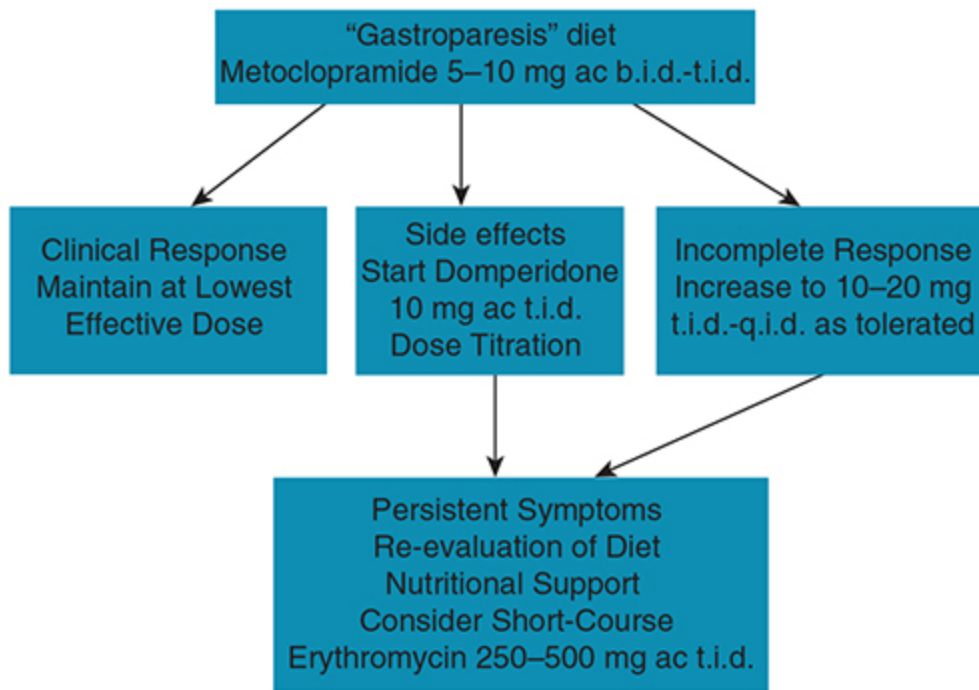 “Gastroparesis” diet
Metoclopramide 5–10 mg ac b.i.d.-t.i.d.
Clinical Response
Maintain at Lowest
Effective Dose
Side effects
Start Domperidone
10 mg ac t.i.d.
Dose Titration
Incomplete Response
Increase to 10–20 mg
t.i.d.-q.i.d. as tolerated
Persistent Symptoms
Re-evaluation of Diet
Nutritional Support
Consider Short-Course
Erythromycin 250–500 mg ac t.i.d.